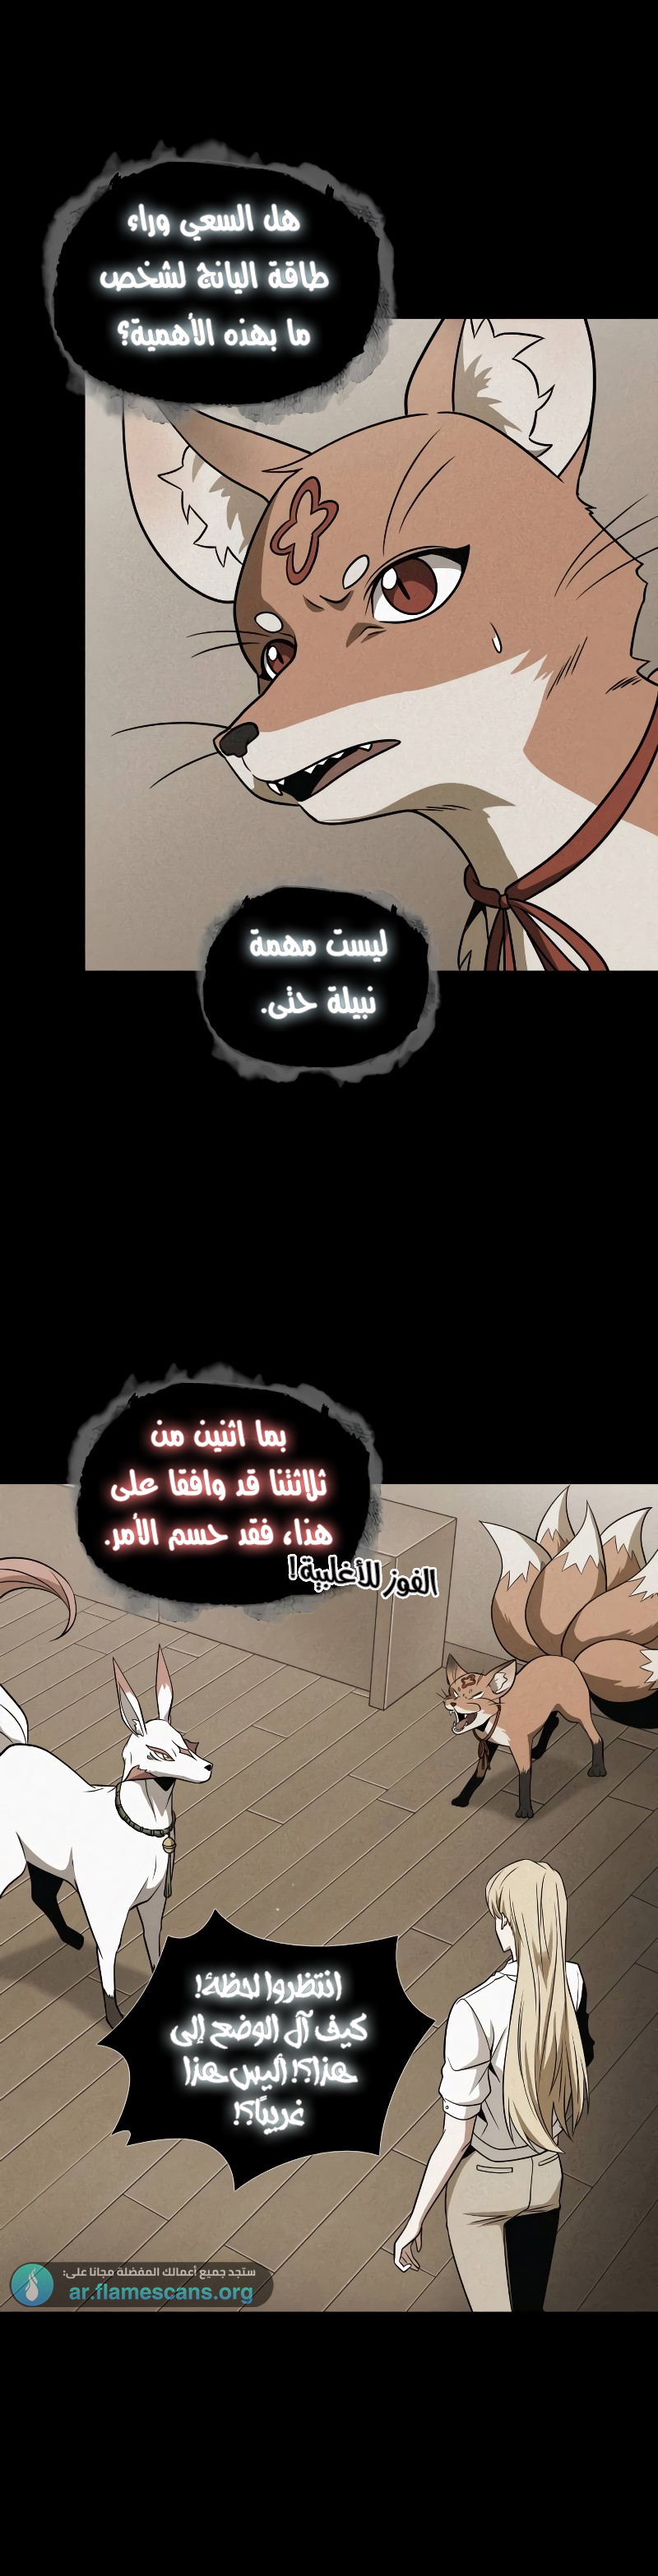 هل السعي وراء
طاقة اليانج لشخص
ما بهذه الأهمية؟
ليست مهمة
نبيلة حتى.
بما اثنين من
ثلاثتنا قد وافقا على
هذا، فقد حسم الأمر.
الفوز للأغلبية!
انتظروا لحظة!
كيف آل الوضع إلى
هذا؟! أليس هذا
غريبًا؟!
ستجد جميع أعمالك المفضلة مجانا على:
ar.flamescans.org